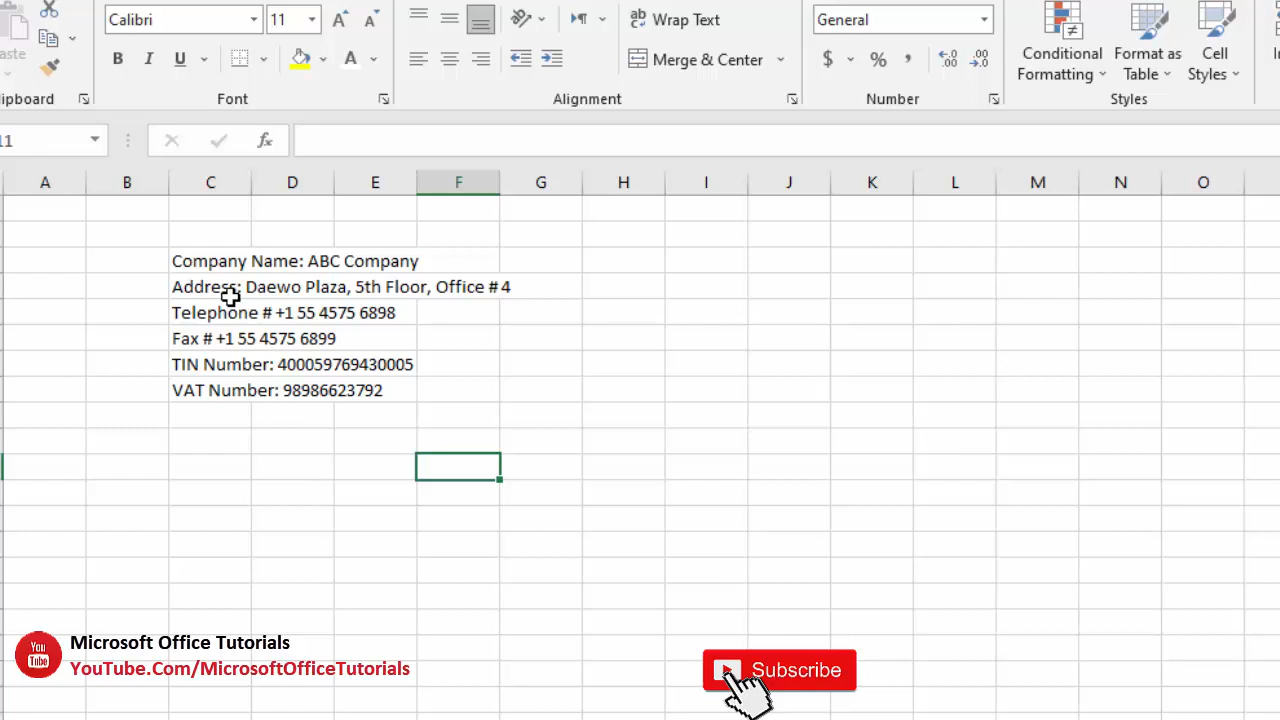 Calibri 11 Wrap Text General
Merge & Center Conditional Formatting Format as Table Cell Styles
Font Alignment Number Styles
fx
A B C D E F G H I J K L M N O
Company Name: ABC Company
Address: Daewo Plaza, 5th Floor, Office # 4
Telephone # +1 55 4575 6898
Fax # +1 55 4575 6899
TIN Number: 400059769430005
VAT Number: 98986623792
You Tube
Microsoft Office Tutorials
YouTube.Com/MicrosoftOfficeTutorials
Subscribe